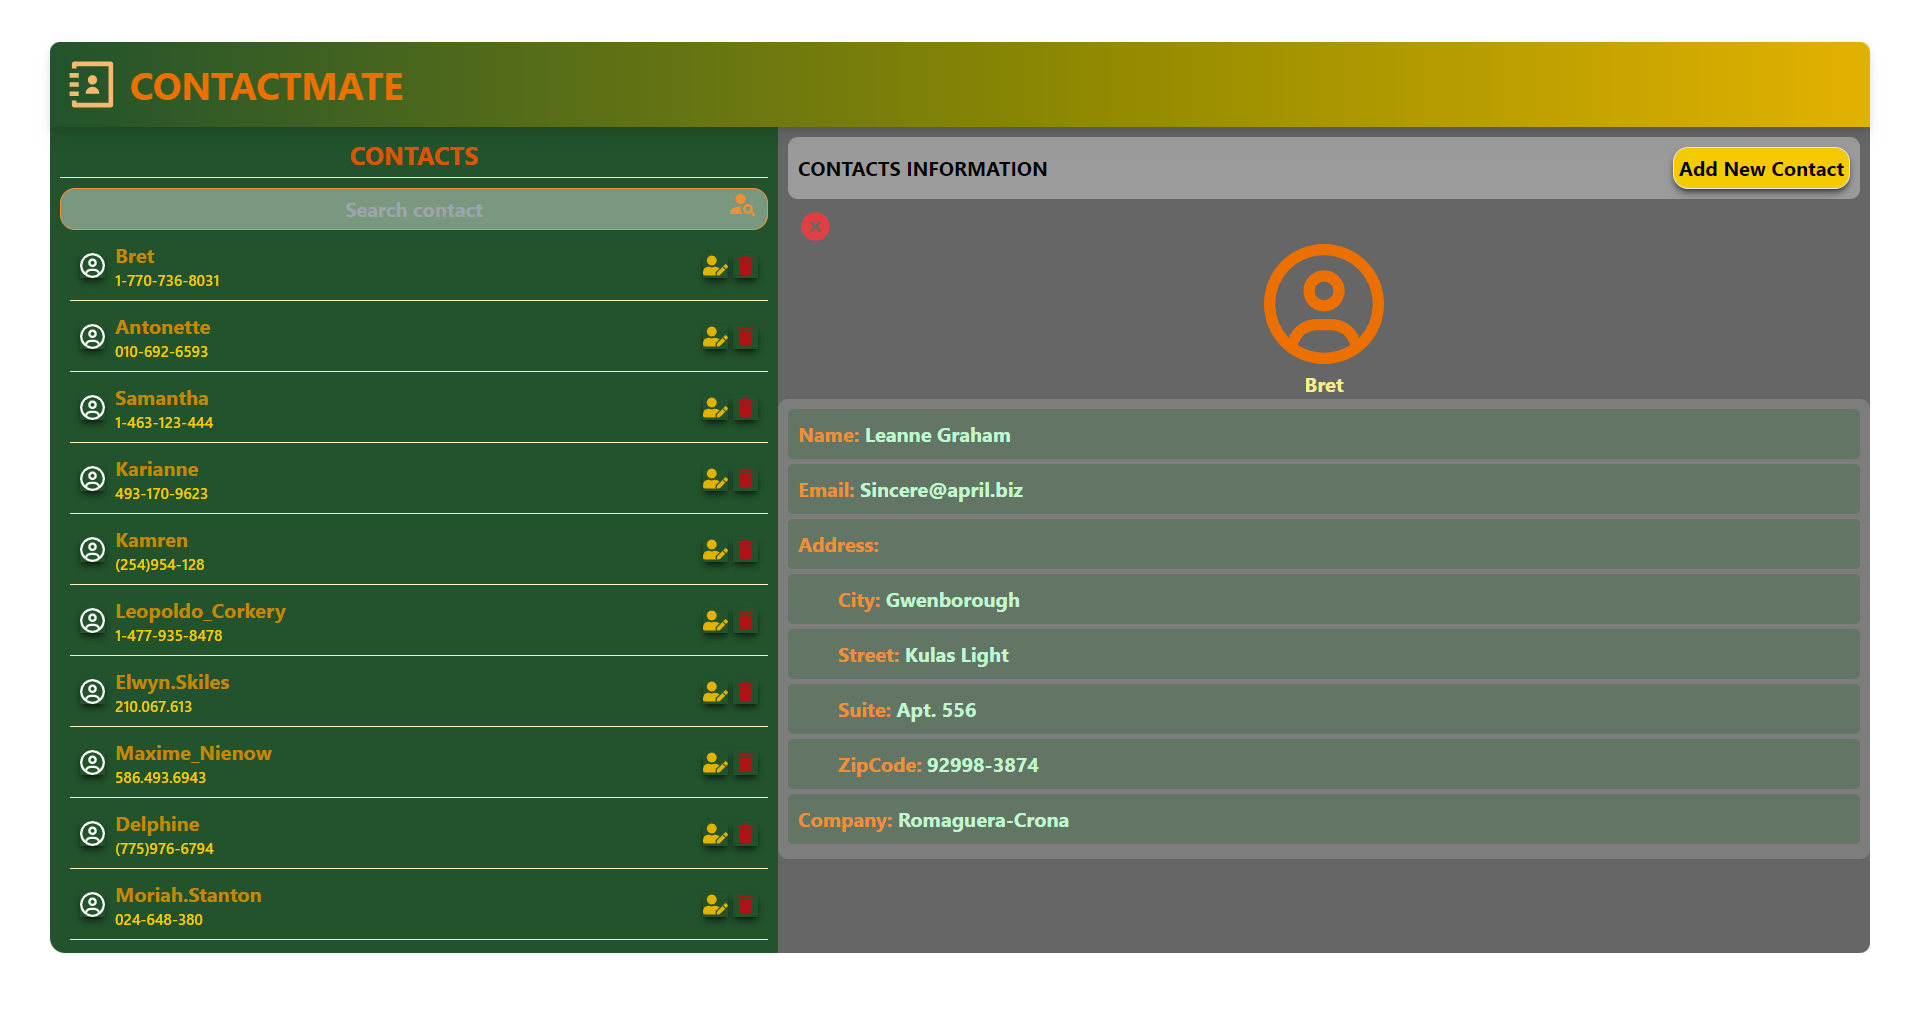 CONTACTMATE
CONTACTS
Search contact
Bret
1-770-736-8031
Antonette
010-692-6593
Samantha
1-463-123-444
Karianne
493-170-9623
Kamren
(254)954-128
Leopoldo_Corkery
1-477-935-8478
Elwyn.Skiles
210.067.613
Maxime_Nienow
586.493.6943
Delphine
(775)976-6794
Moriah.Stanton
024-648-380
CONTACTS INFORMATION
Add New Contact
Bret
Name: Leanne Graham
Email: Sincere@april.biz
Address:
City: Gwenborough
Street: Kulas Light
Suite: Apt. 556
ZipCode: 92998-3874
Company: Romaguera-Crona